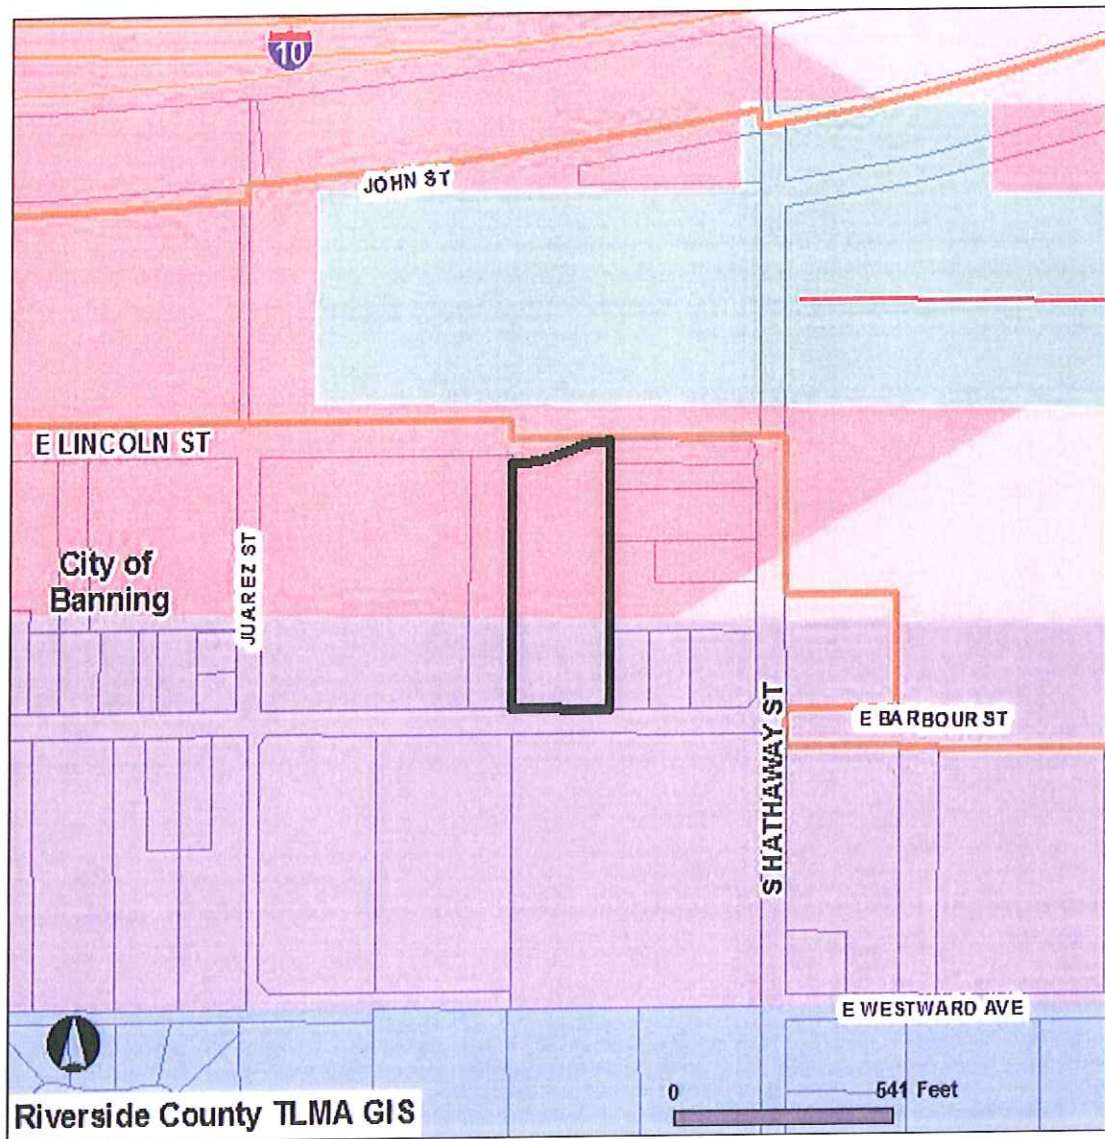 10
JOHN ST
E LINCOLN ST
City of
Banning
JUAREZ ST
S HATHAWAY ST
E BARBOUR ST
E WESTWARD AVE
0 541 Feet
Riverside County TLMA GIS